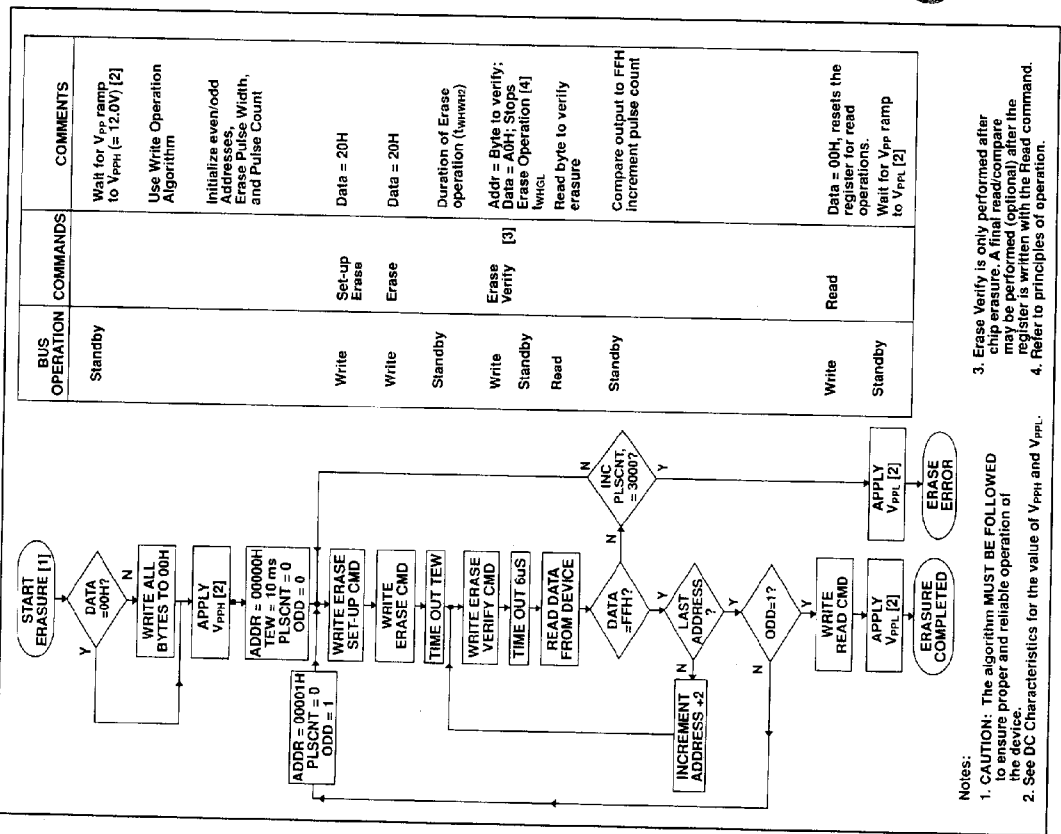 START
ERASURE [1]
DATA
=00H?
Y
N
WRITE ALL
BYTES TO 00H
APPLY
VPPH [2]
ADDR = 00000H
TEW = 10 ms
PLSCNT = 0
ODD = 0
ADDR = 00001H
PLSCNT = 0
ODD = 1
WRITE ERASE
SET-UP CMD
WRITE
ERASE CMD
TIME OUT TEW
WRITE ERASE
VERIFY CMD
TIME OUT 6uS
READ DATA
FROM DEVICE
DATA
=FFH?
N
Y
INC
PLSCNT,
= 3000?
N
Y
LAST
ADDRESS
?
N
Y
INCREMENT
ADDRESS +2
ODD=1?
N
Y
WRITE
READ CMD
APPLY
VPPL [2]
ERASURE
COMPLETED
APPLY
VPPL [2]
ERASE
ERROR
BUS
OPERATION COMMANDS COMMENTS
Standby
Wait for VPP ramp
to VPPH (= 12.0V) [2]
Use Write Operation
Algorithm
Initialize even/odd
Addresses,
Erase Pulse Width,
and Pulse Count
Write
Set-up
Erase
Data = 20H
Write
Erase
Data = 20H
Standby
Duration of Erase
operation (tWHWH2)
Write
Erase
Verify [3]
Addr = Byte to verify;
Data = A0H; Stops
Erase Operation [4]
Standby
tWHGL
Read
Read byte to verify
erasure
Standby
Compare output to FFH
increment pulse count
Write
Read
Data = 00H, resets the
register for read
operations.
Standby
Wait for VPP ramp
to VPPL [2]
Notes:
1. CAUTION: The algorithm MUST BE FOLLOWED
to ensure proper and reliable operation of
the device.
2. See DC Characteristics for the value of VPPH and VPPL.
3. Erase Verify is only performed after
chip erasure. A final read/compare
may be performed (optional) after the
register is written with the Read command.
4. Refer to principles of operation.